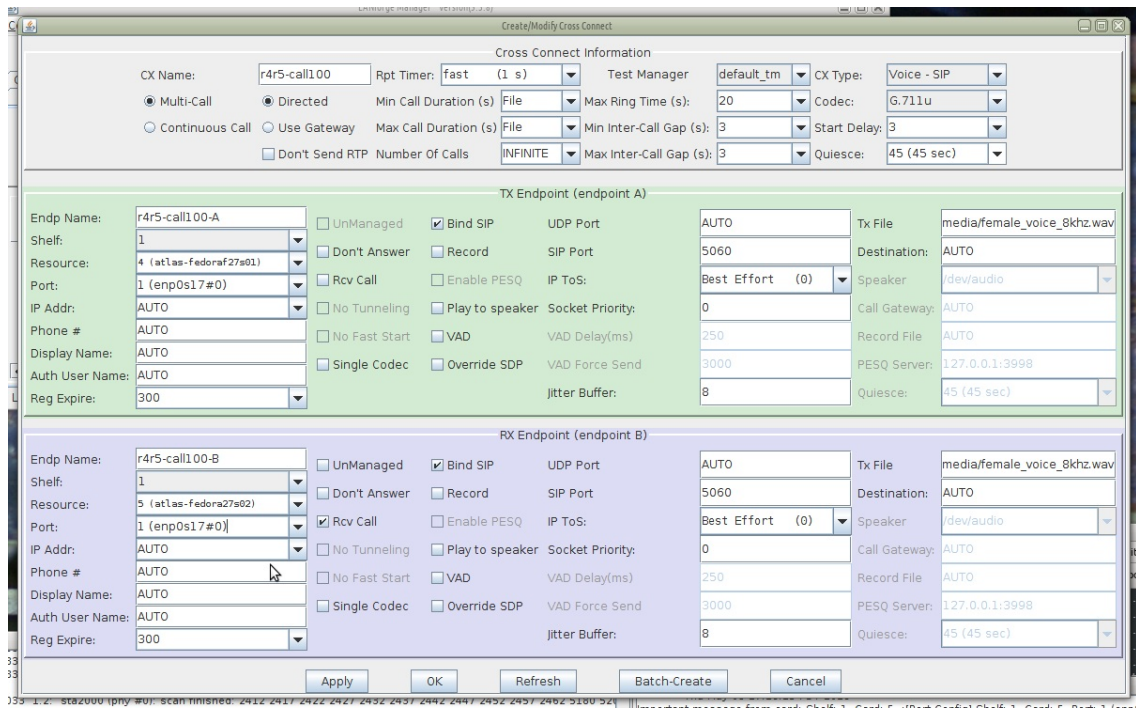 LANforge Manager Version(5.3.8)
Create/Modify Cross Connect
Cross Connect Information
CX Name: r4r5-call100 Rpt Timer: fast (1 s) Test Manager default_tm CX Type: Voice - SIP
Multi-Call Directed Min Call Duration (s) File Max Ring Time (s): 20 Codec: G.711u
Continuous Call Use Gateway Max Call Duration (s) File Min Inter-Call Gap (s): 3 Start Delay: 3
Don't Send RTP Number Of Calls INFINITE Max Inter-Call Gap (s): 3 Quiesce: 45 (45 sec)
TX Endpoint (endpoint A)
Endp Name: r4r5-call100-A UnManaged Bind SIP UDP Port AUTO Tx File media/female_voice_8khz.wav
Shelf: 1
Resource: 4 (atlas-fedoraf27s01) Don't Answer Record SIP Port 5060 Destination: AUTO
Port: 1 (enp0s17#0) Rcv Call Enable PESQ IP ToS: Best Effort (0) Speaker /dev/audio
IP Addr: AUTO No Tunneling Play to speaker Socket Priority: 0 Call Gateway: AUTO
Phone # AUTO No Fast Start VAD VAD Delay(ms) 250 Record File AUTO
Display Name: AUTO
Auth User Name: AUTO Single Codec Override SDP VAD Force Send 3000 PESQ Server: 127.0.0.1:3998
Reg Expire: 300 Jitter Buffer: 8 Quiesce: 45 (45 sec)
RX Endpoint (endpoint B)
Endp Name: r4r5-call100-B UnManaged Bind SIP UDP Port AUTO Tx File media/female_voice_8khz.wav
Shelf: 1
Resource: 5 (atlas-fedora27s02) Don't Answer Record SIP Port 5060 Destination: AUTO
Port: 1 (enp0s17#0) Rcv Call Enable PESQ IP ToS: Best Effort (0) Speaker /dev/audio
IP Addr: AUTO No Tunneling Play to speaker Socket Priority: 0 Call Gateway: AUTO
Phone # AUTO No Fast Start VAD VAD Delay(ms) 250 Record File AUTO
Display Name: AUTO
Auth User Name: AUTO Single Codec Override SDP VAD Force Send 3000 PESQ Server: 127.0.0.1:3998
Reg Expire: 300 Jitter Buffer: 8 Quiesce: 45 (45 sec)
Apply OK Refresh Batch-Create Cancel